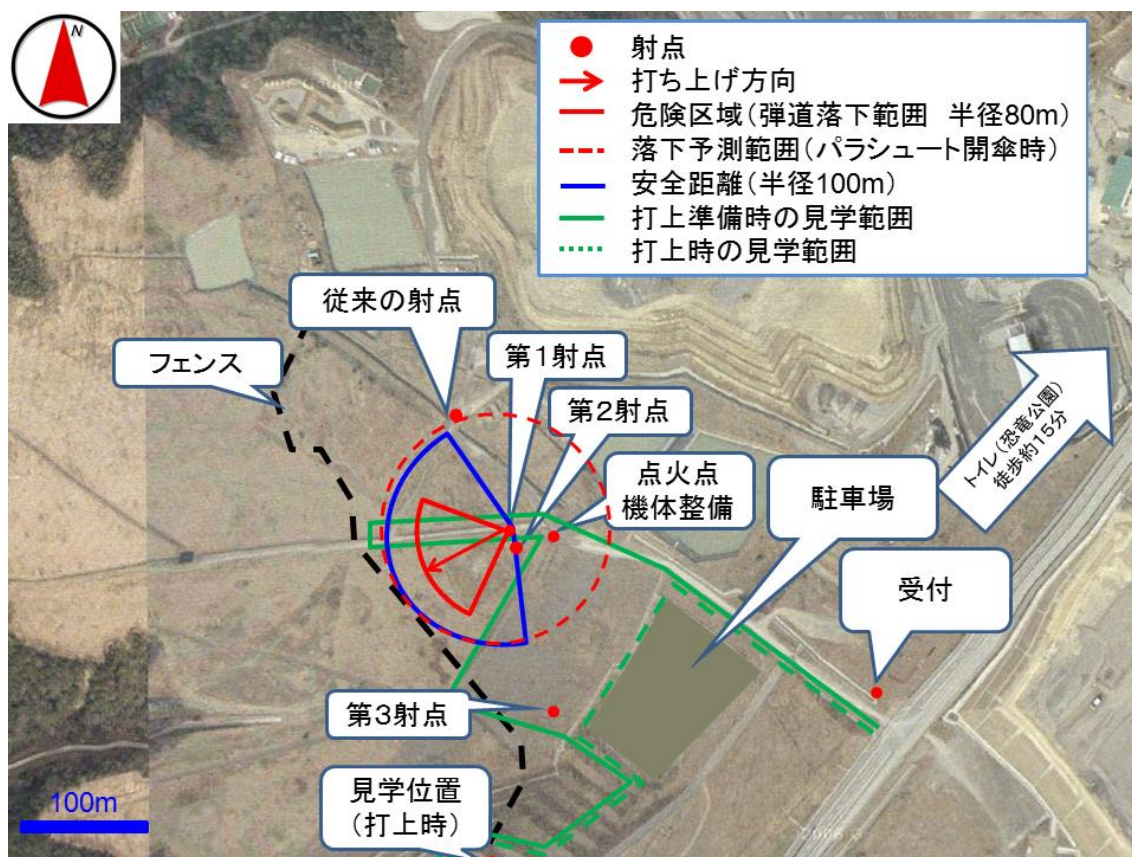 N
射点
打ち上げ方向
危険区域(弾道落下範囲 半径80m)
落下予測範囲(パラシュート開傘時)
安全距離(半径100m)
打上準備時の見学範囲
打上時の見学範囲
従来の射点
フェンス
第1射点
第2射点
点火点
機体整備
駐車場
トイレ(恐竜公園)
徒歩約15分
受付
第3射点
見学位置
(打上時)
100m